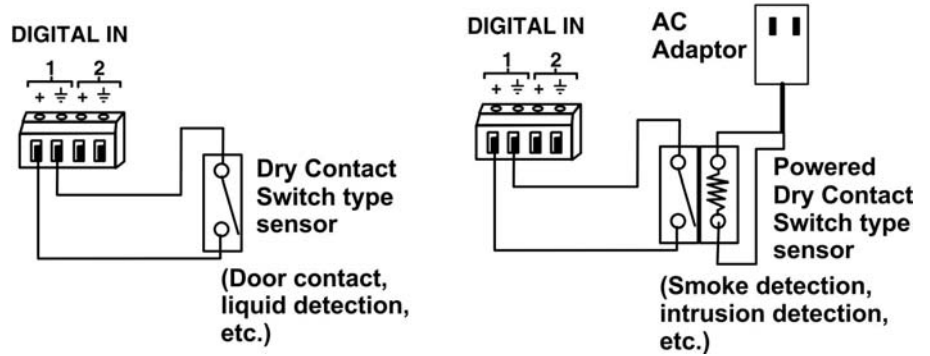 DIGITAL IN
1 2
+ ⏚ + ⏚
Dry Contact
Switch type
sensor
(Door contact,
liquid detection,
etc.)
DIGITAL IN
1 2
+ ⏚ + ⏚
AC
Adaptor
Powered
Dry Contact
Switch type
sensor
(Smoke detection,
intrusion detection,
etc.)